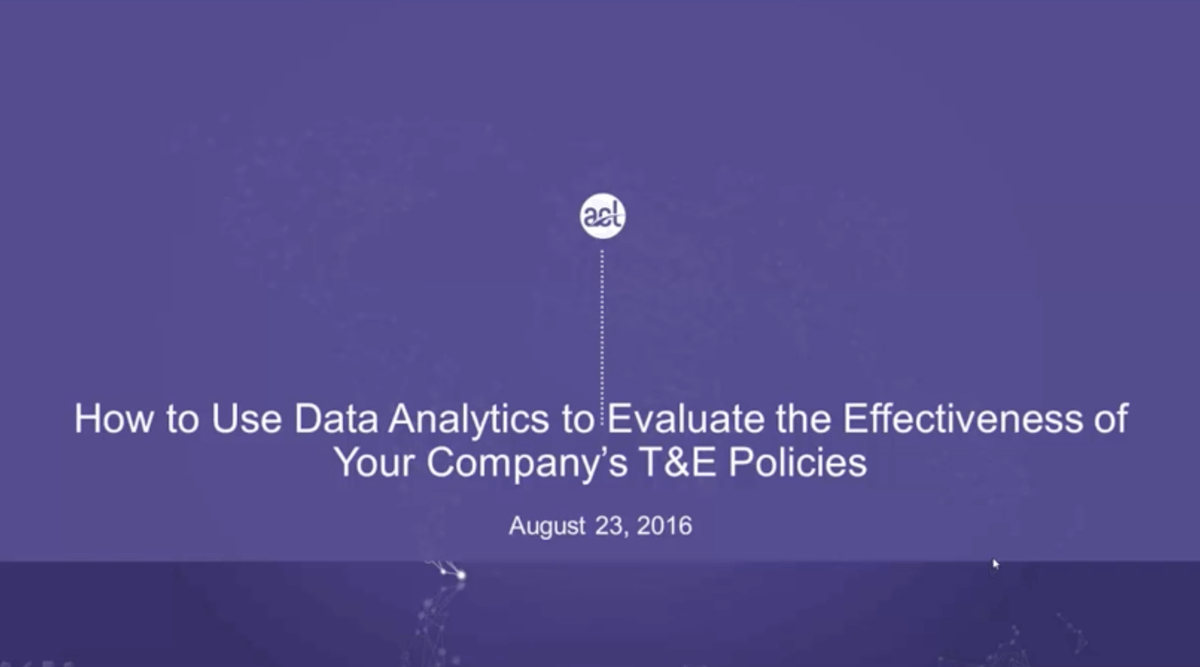 acl
How to Use Data Analytics to Evaluate the Effectiveness of
Your Company's T&E Policies
August 23, 2016